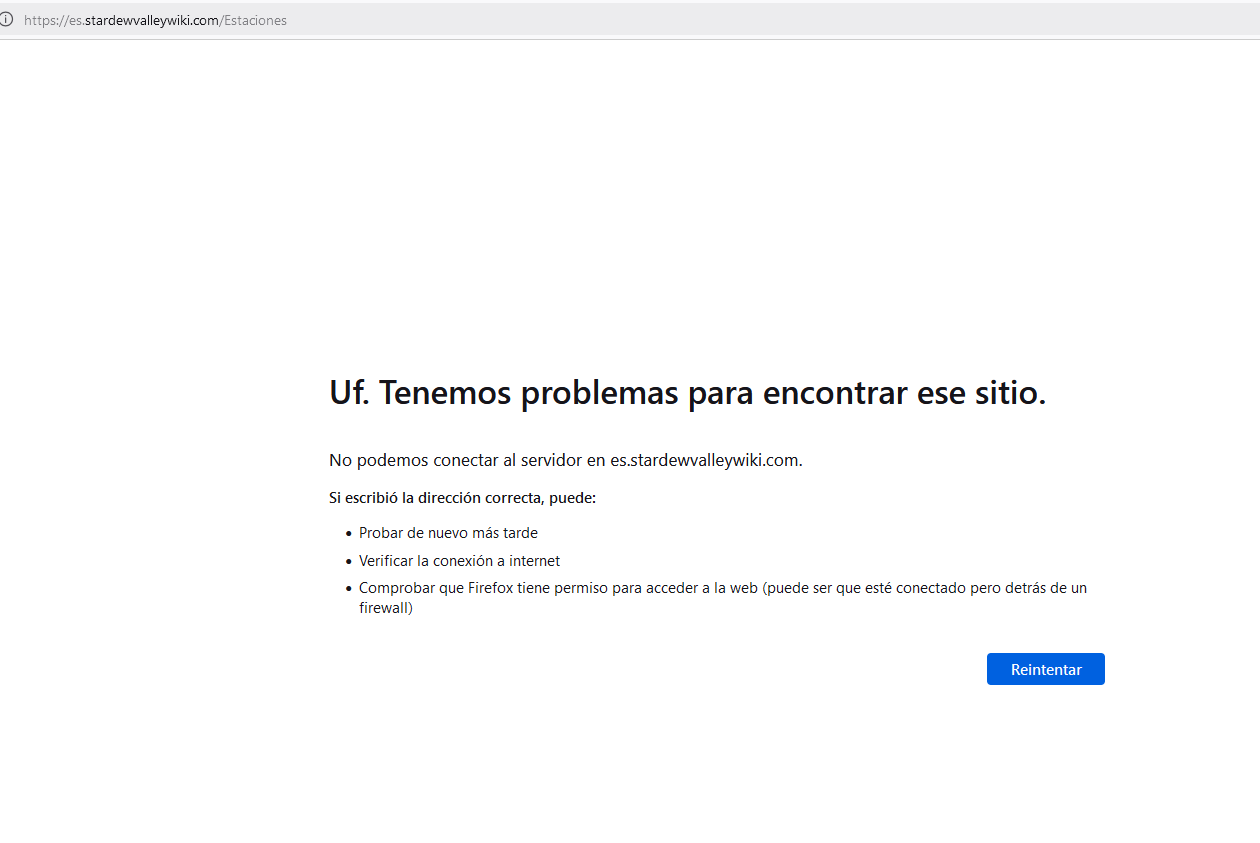 https://es.stardewvalleywiki.com/Estaciones
Uf. Tenemos problemas para encontrar ese sitio.
No podemos conectar al servidor en es.stardewvalleywiki.com.
Si escribió la dirección correcta, puede:
• Probar de nuevo más tarde
• Verificar la conexión a internet
• Comprobar que Firefox tiene permiso para acceder a la web (puede ser que esté conectado pero detrás de un
firewall)
Reintentar